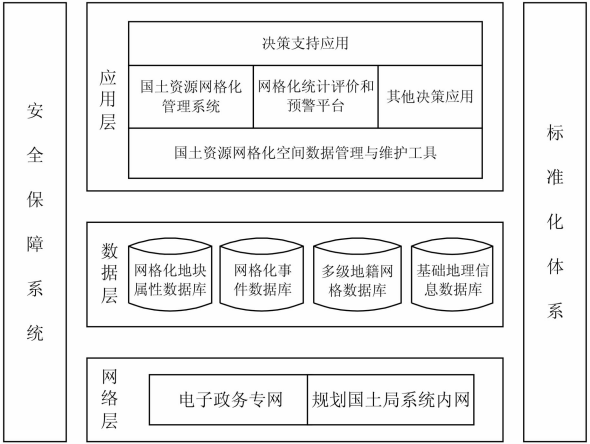 安全保障系统
应用层
决策支持应用
国土资源网格化
管理系统
网格化统计评价和
预警平台
其他决策应用
国土资源网格化空间数据管理与维护工具
数据层
网格化地块
属性数据库
网格化事
件数据库
多级地籍网
格数据库
基础地理信
息数据库
网络层
电子政务专网
规划国土局系统内网
标准化体系